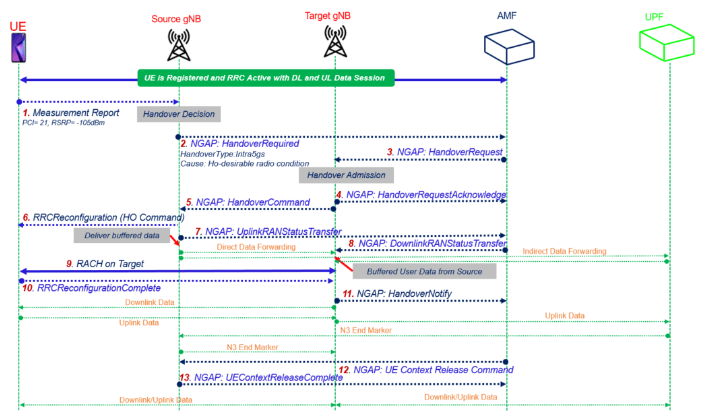 UE
Source gNB
Target gNB
AMF
UPF
UE is Registered and RRC Active with DL and UL Data Session
1. Measurement Report
PCI= 21, RSRP= -105dBm
Handover Decision
2. NGAP: HandoverRequired
HandoverType:Intra5gs
Cause: Ho-desirable radio condition
3. NGAP: HandoverRequest
Handover Admission
4. NGAP: HandoverRequestAcknowledge
5. NGAP: HandoverCommand
6. RRCReconfiguration (HO Command)
7. NGAP: UplinkRANStatusTransfer
Deliver buffered data
8. NGAP: DownlinkRANStatusTransfer
Direct Data Forwarding
Indirect Data Forwarding
9. RACH on Target
Buffered User Data from Source
10. RRCReconfigurationComplete
11. NGAP: HandoverNotify
Downlink Data
Uplink Data
Uplink Data
N3 End Marker
N3 End Marker
12. NGAP: UE Context Release Command
13. NGAP: UEContextReleaseComplete
Downlink/Uplink Data
Downlink/Uplink Data